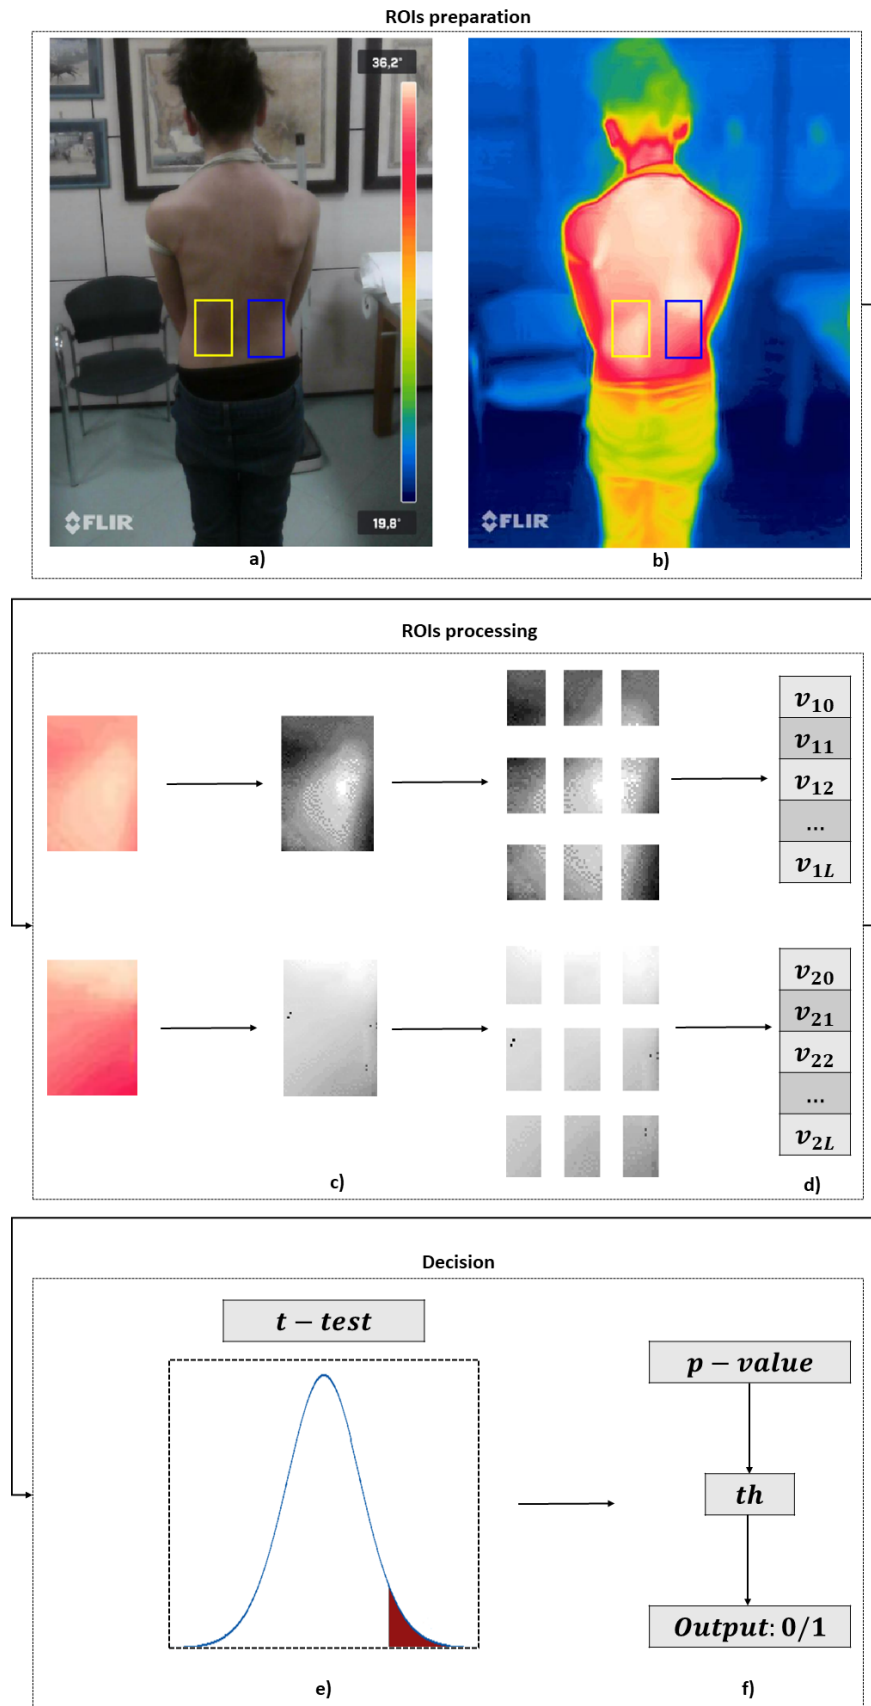 ROIs preparation
36,2°
19,8°
FLIR
FLIR
a)
b)
ROIs processing
v10
v11
v12
...
v1L
v20
v21
v22
...
v2L
c)
d)
Decision
t − test
p − value
th
Output: 0/1
e)
f)